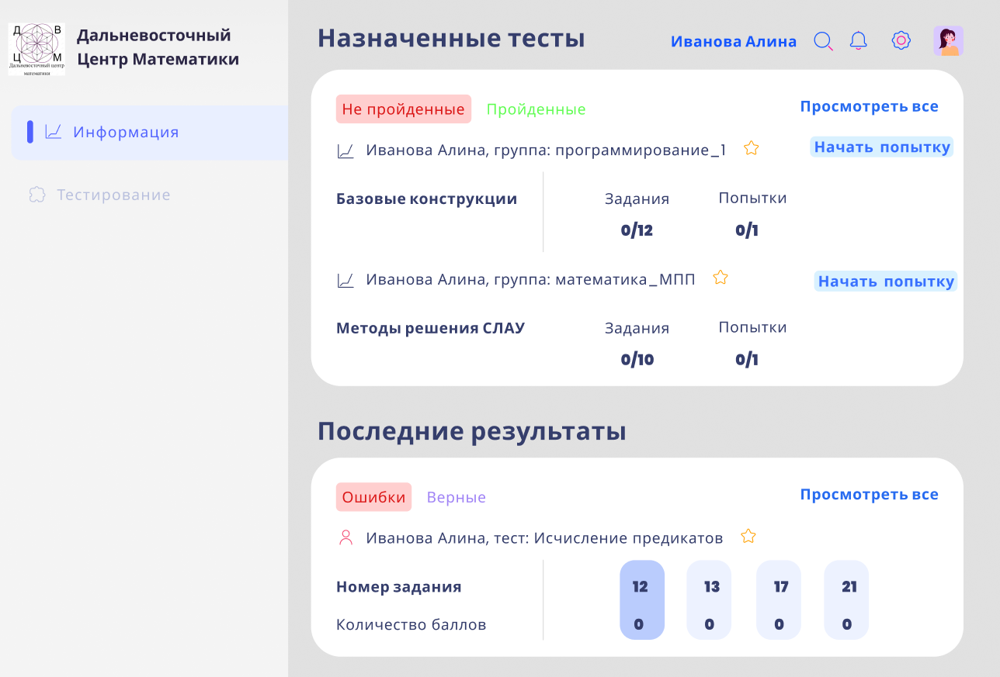 Д В
Ц М
Дальневосточный центр
математики
Дальневосточный
Центр Математики
Информация
Тестирование
Назначенные тесты
Иванова Алина
Не пройденные Пройденные Просмотреть все
Иванова Алина, группа: программирование_1 Начать попытку
Базовые конструкции Задания Попытки
0/12 0/1
Иванова Алина, группа: математика_МПП Начать попытку
Методы решения СЛАУ Задания Попытки
0/10 0/1
Последние результаты
Ошибки Верные Просмотреть все
Иванова Алина, тест: Исчисление предикатов
Номер задания 12 13 17 21
Количество баллов 0 0 0 0